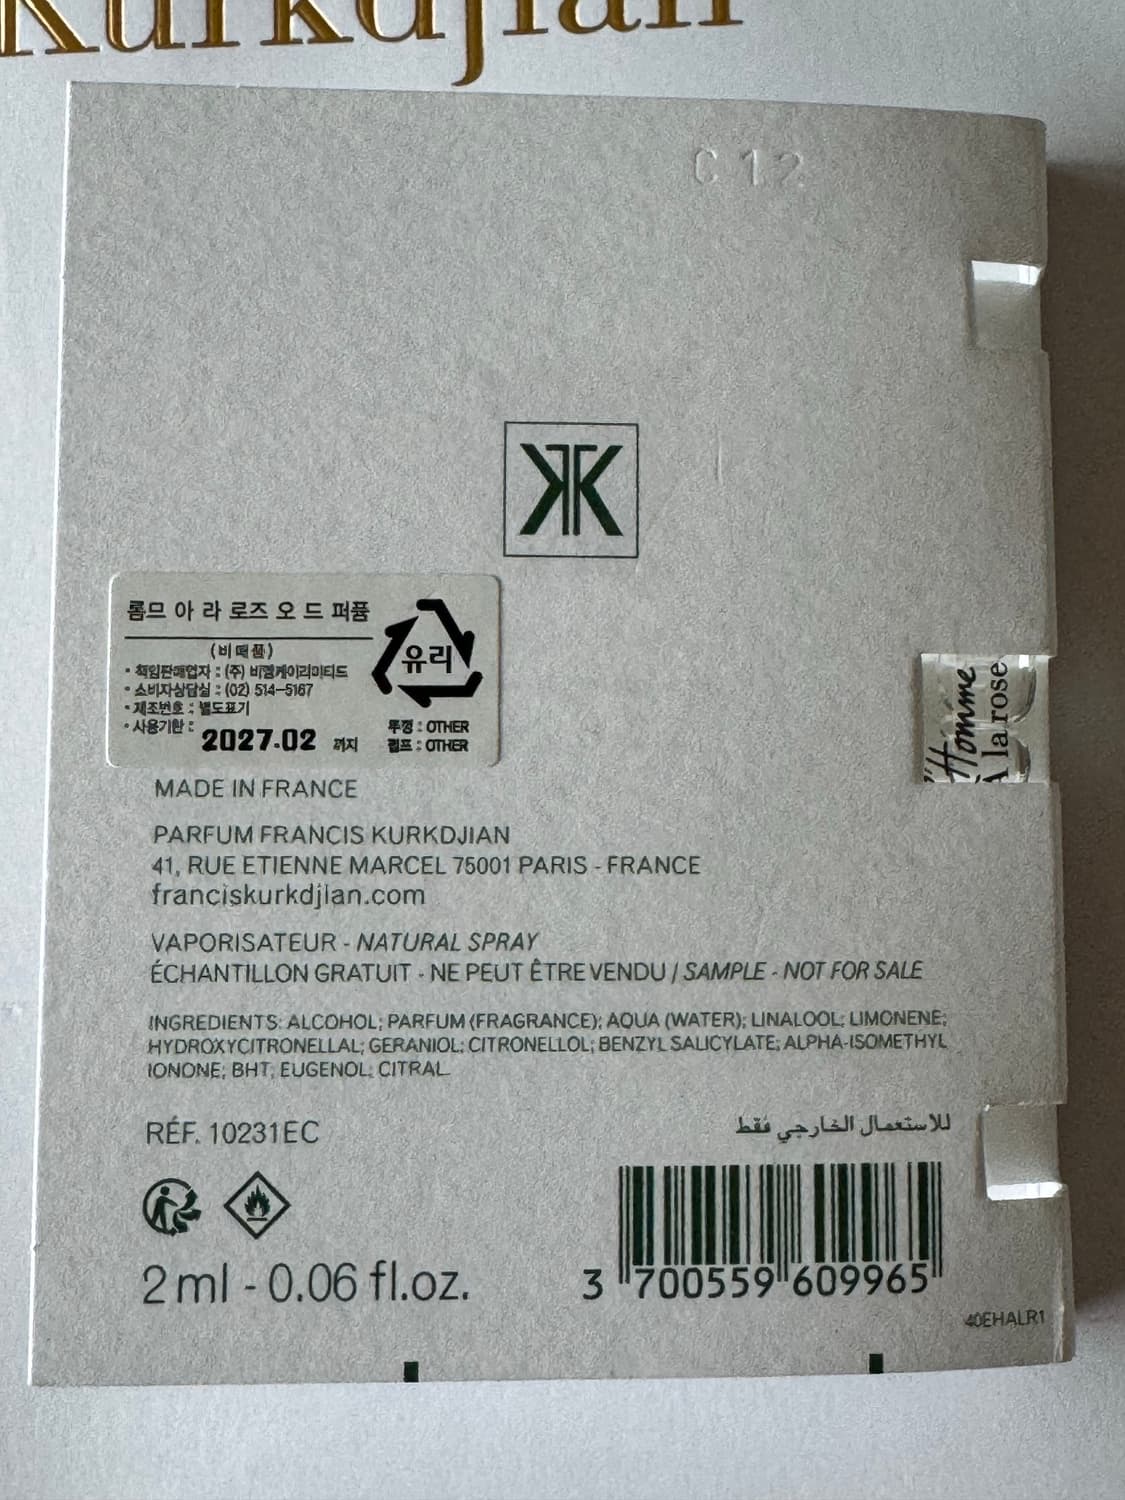 Kurkdjian
C 12
롬므 아 라 로즈 오 드 퍼퓸
(비매품)
• 책임판매업자 : (주) 비엠케이리미티드
• 소비자상담실 : (02) 514-5167
• 제조번호 : 별도표기
• 사용기한 : 2027.02 까지
유리
뚜껑 : OTHER
펌프 : OTHER
L'Homme
À la rose
MADE IN FRANCE
PARFUM FRANCIS KURKDJIAN
41, RUE ETIENNE MARCEL 75001 PARIS - FRANCE
franciskurkdjian.com
VAPORISATEUR - NATURAL SPRAY
ÉCHANTILLON GRATUIT - NE PEUT ÊTRE VENDU / SAMPLE - NOT FOR SALE
INGREDIENTS: ALCOHOL; PARFUM (FRAGRANCE); AQUA (WATER); LINALOOL; LIMONENE;
HYDROXYCITRONELLAL; GERANIOL; CITRONELLOL; BENZYL SALICYLATE; ALPHA-ISOMETHYL
IONONE; BHT; EUGENOL; CITRAL.
RÉF. 10231EC
للاستعمال الخارجي فقط
2 ml - 0.06 fl.oz.
3 700559 609965
40EHALR1